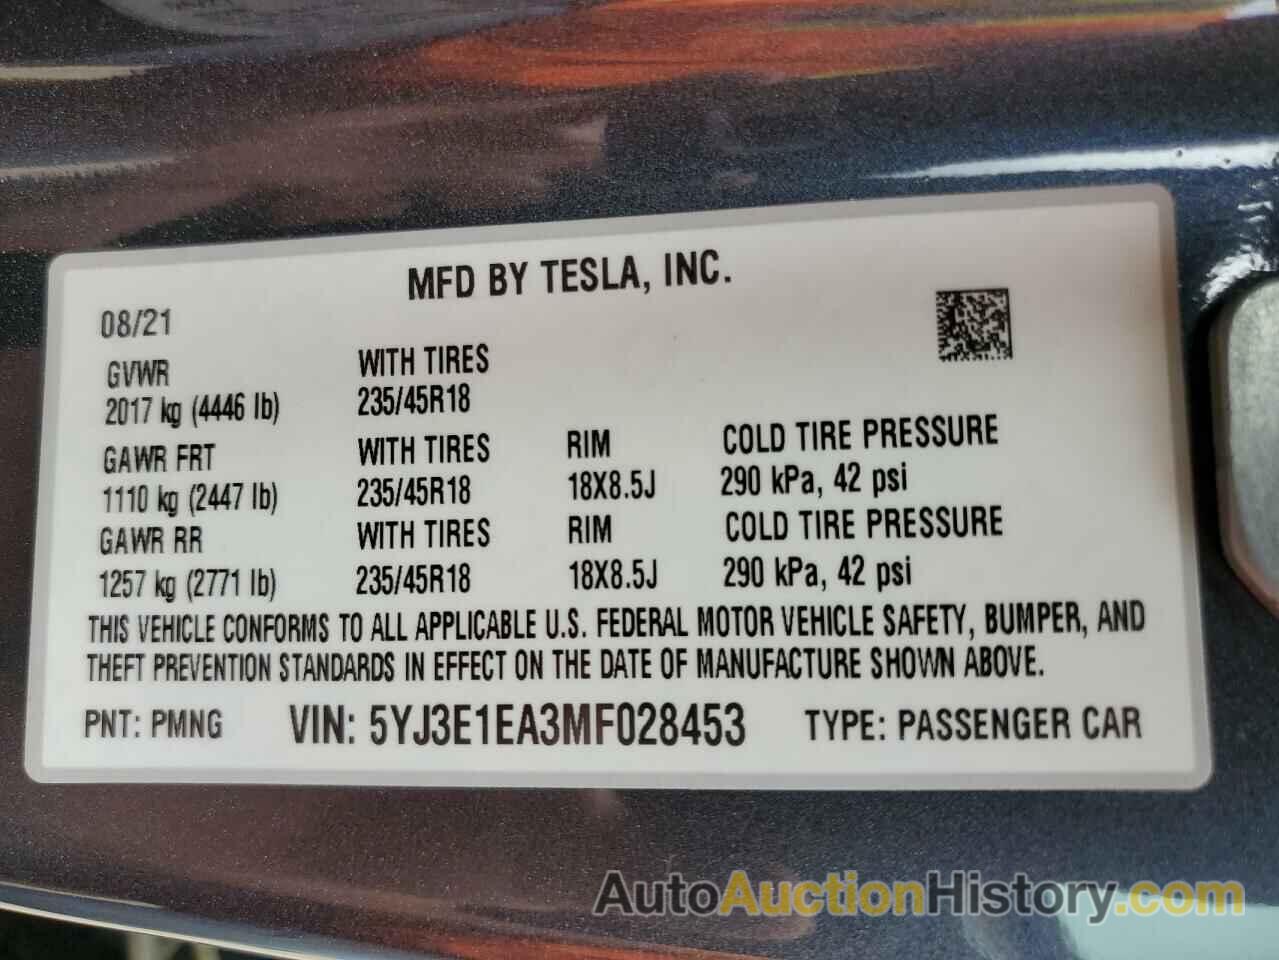 MFD BY TESLA, INC.
08/21
GVWR WITH TIRES
2017 kg (4446 lb) 235/45R18
GAWR FRT WITH TIRES RIM COLD TIRE PRESSURE
1110 kg (2447 lb) 235/45R18 18X8.5J 290 kPa, 42 psi
GAWR RR WITH TIRES RIM COLD TIRE PRESSURE
1257 kg (2771 lb) 235/45R18 18X8.5J 290 kPa, 42 psi
THIS VEHICLE CONFORMS TO ALL APPLICABLE U.S. FEDERAL MOTOR VEHICLE SAFETY, BUMPER, AND
THEFT PREVENTION STANDARDS IN EFFECT ON THE DATE OF MANUFACTURE SHOWN ABOVE.
PNT: PMNG VIN: 5YJ3E1EA3MF028453 TYPE: PASSENGER CAR
AutoAuctionHistory.com